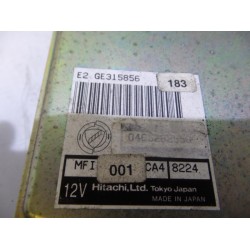 E2 GE315856
183
MFI
001
CA4 8224
12V Hitachi, Ltd. Tokyo Japan
MADE IN JAPAN